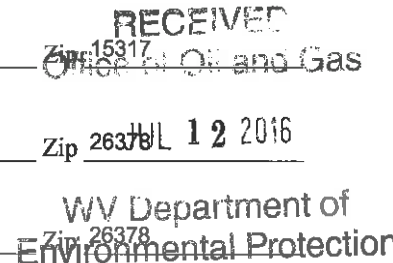 RECEIVED
Zip 15317
Office of Oil and Gas
Zip 26378
JUL 12 2016
WV Department of
Zip 26378
Environmental Protection